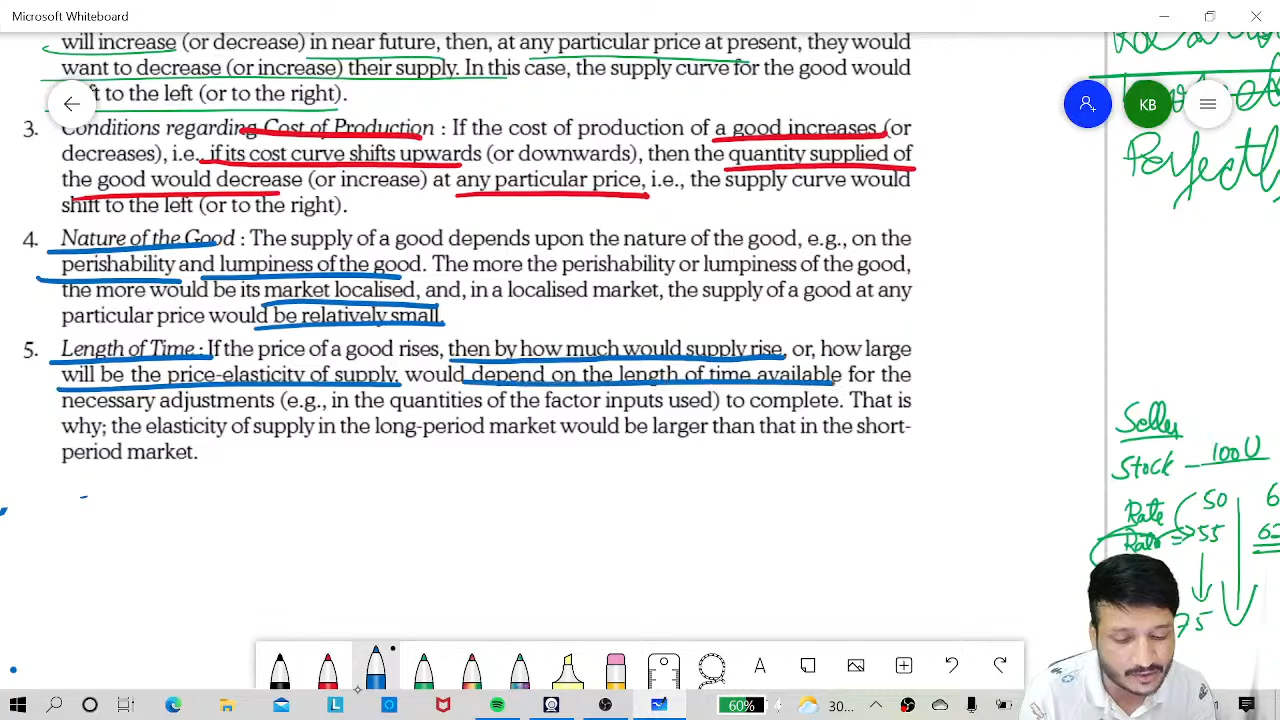 Microsoft Whiteboard
will increase (or decrease) in near future, then, at any particular price at present, they would
want to decrease (or increase) their supply. In this case, the supply curve for the good would
ft to the left (or to the right).
3. Conditions regarding Cost of Production : If the cost of production of a good increases (or
decreases), i.e., if its cost curve shifts upwards (or downwards), then the quantity supplied of
the good would decrease (or increase) at any particular price, i.e., the supply curve would
shift to the left (or to the right).
4. Nature of the Good : The supply of a good depends upon the nature of the good, e.g., on the
perishability and lumpiness of the good. The more the perishability or lumpiness of the good,
the more would be its market localised, and, in a localised market, the supply of a good at any
particular price would be relatively small.
5. Length of Time : If the price of a good rises, then by how much would supply rise, or, how large
will be the price-elasticity of supply, would depend on the length of time available for the
necessary adjustments (e.g., in the quantities of the factor inputs used) to complete. That is
why; the elasticity of supply in the long-period market would be larger than that in the short-
period market.
KB
Perfectly
Seller
Stock – 100 U
Rate 50
Rate 55
75
60%
30...